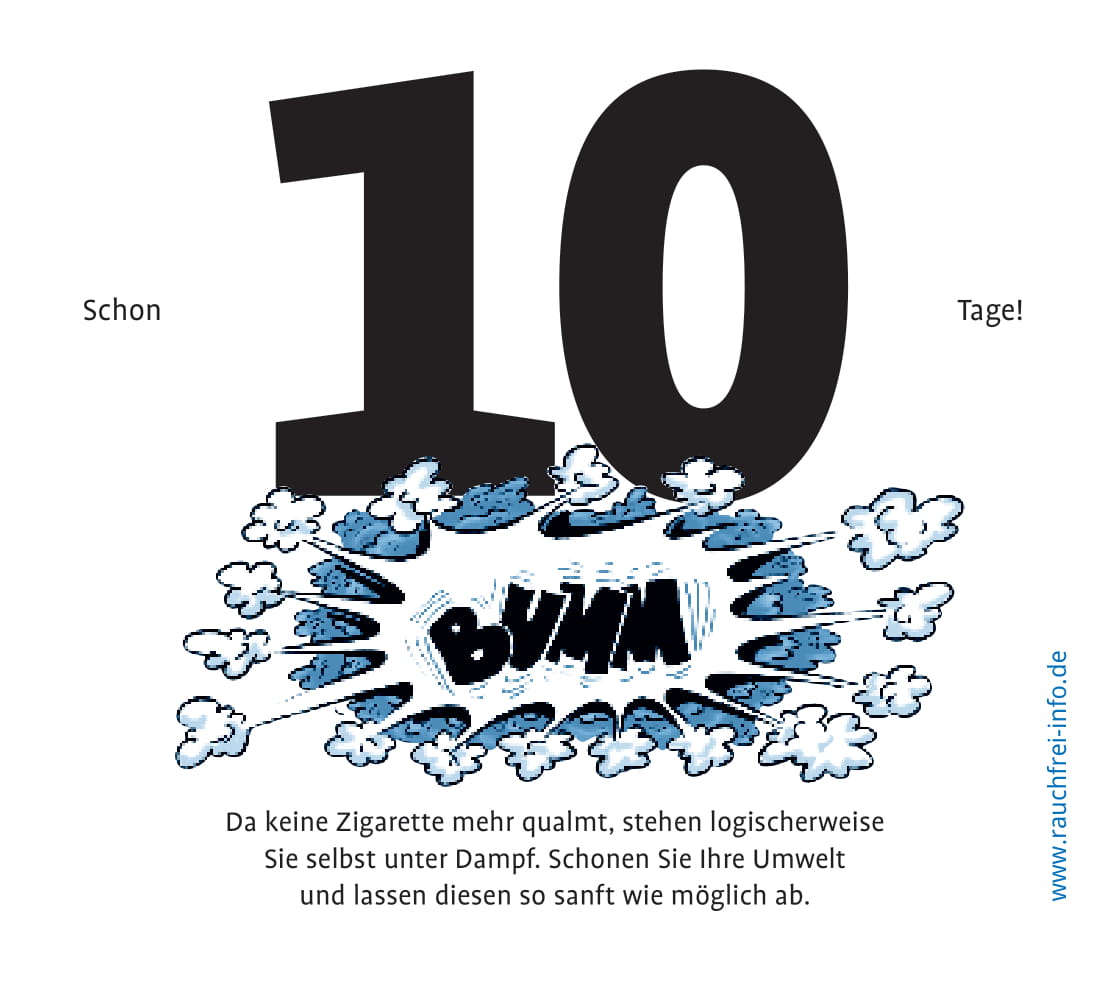 Schon 10 Tage!
BUMM
Da keine Zigarette mehr qualmt, stehen logischerweise
Sie selbst unter Dampf. Schonen Sie Ihre Umwelt
und lassen diesen so sanft wie möglich ab.
www.rauchfrei-info.de